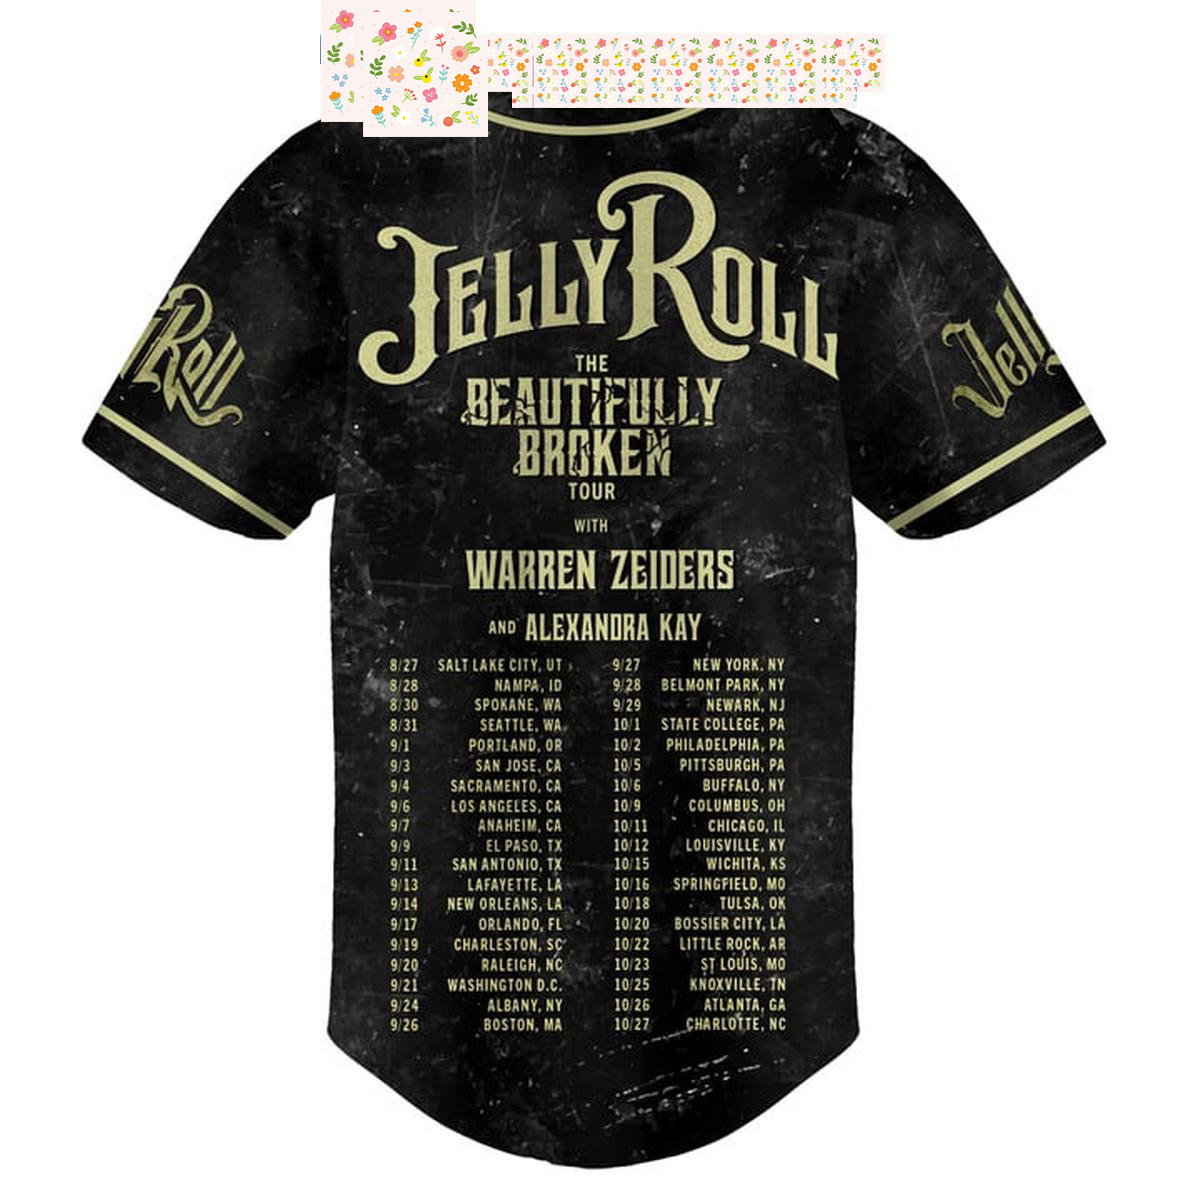 JELLY ROLL
THE
BEAUTIFULLY
BROKEN
TOUR
WITH
WARREN ZEIDERS
AND ALEXANDRA KAY
8/27 SALT LAKE CITY, UT 9/27 NEW YORK. NY
8/28 NAMPA, ID 9/28 BELMONT PARK, NY
8/30 SPOKANE, WA 9/29 NEWARK, NJ
8/31 SEATTLE, WA 10/1 STATE COLLEGE, PA
9/1 PORTLAND, OR 10/2 PHILADELPHIA, PA
9/3 SAN JOSE, CA 10/5 PITTSBURGH, PA
9/4 SACRAMENTO, CA 10/6 BUFFALO, NY
9/6 LOS ANGELES, CA 10/9 COLUMBUS, OH
9/7 ANAHEIM, CA 10/11 CHICAGO, IL
9/9 EL PASO, TX 10/12 LOUISVILLE, KY
9/11 SAN ANTONIO, TX 10/15 WICHITA, KS
9/13 LAFAYETTE, LA 10/16 SPRINGFIELD, MO
9/14 NEW ORLEANS, LA 10/18 TULSA, OK
9/17 ORLANDO, FL 10/20 BOSSIER CITY, LA
9/19 CHARLESTON, SC 10/22 LITTLE ROCK, AR
9/20 RALEIGH, NC 10/23 ST LOUIS, MO
9/21 WASHINGTON D.C. 10/25 KNOXVILLE, TN
9/24 ALBANY, NY 10/26 ATLANTA, GA
9/26 BOSTON, MA 10/27 CHARLOTTE, NC
Roll
Jelly